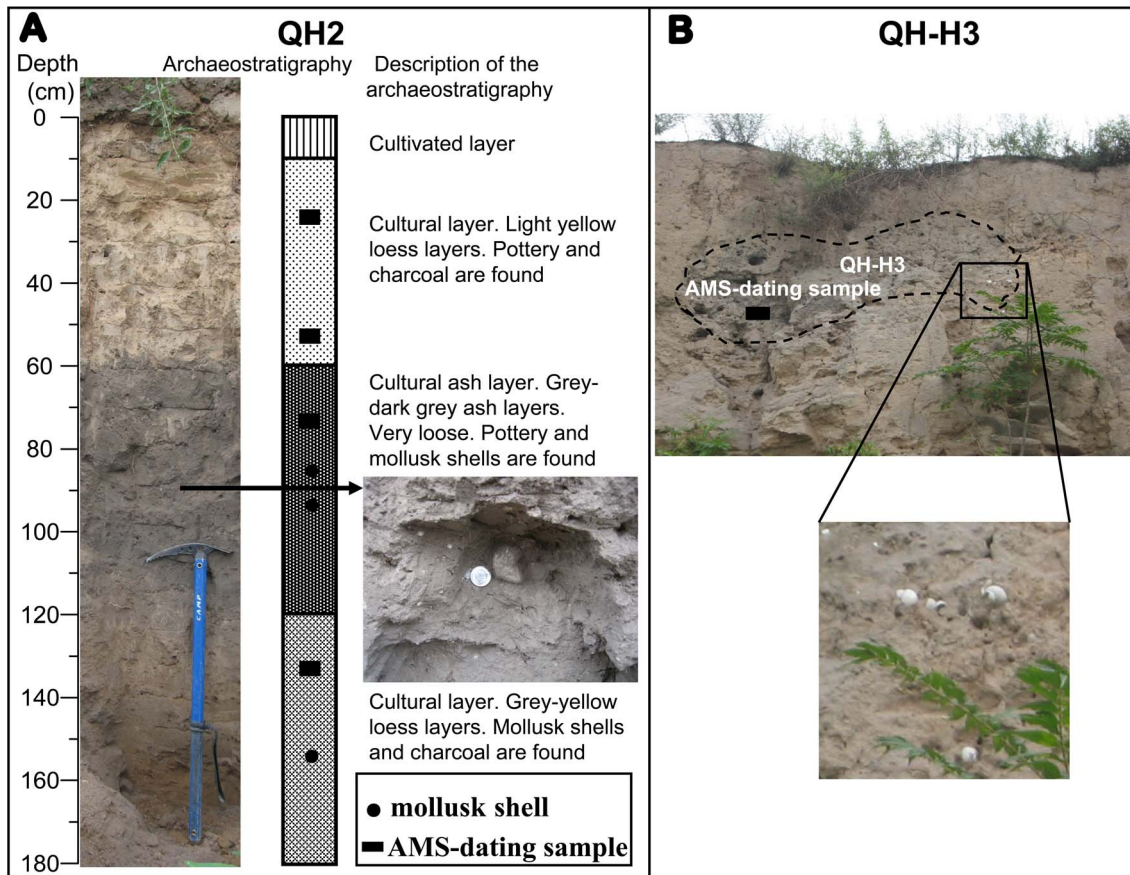 A
QH2
Depth
(cm)
Archaeostratigraphy
Description of the
archaeostratigraphy
0
20
40
60
80
100
120
140
160
180
Cultivated layer
Cultural layer. Light yellow
loess layers. Pottery and
charcoal are found
Cultural ash layer. Grey-
dark grey ash layers.
Very loose. Pottery and
mollusk shells are found
CAMP
Cultural layer. Grey-yellow
loess layers. Mollusk shells
and charcoal are found
mollusk shell
AMS-dating sample
B
QH-H3
QH-H3
AMS-dating sample